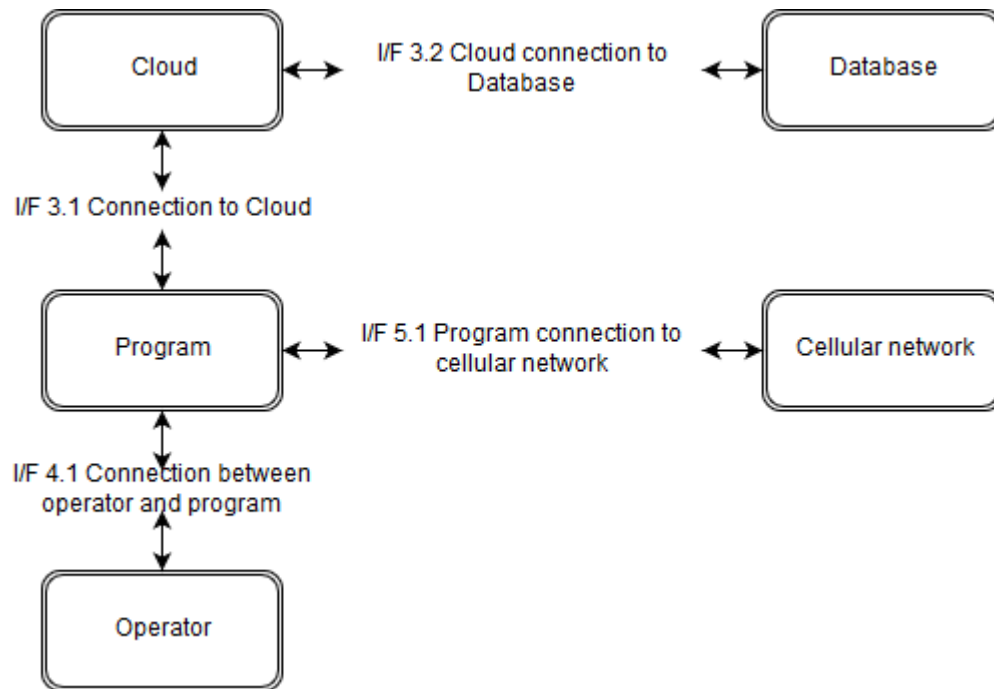 Cloud
I/F 3.2 Cloud connection to
Database
Database
I/F 3.1 Connection to Cloud
Program
I/F 5.1 Program connection to
cellular network
Cellular network
I/F 4.1 Connection between
operator and program
Operator